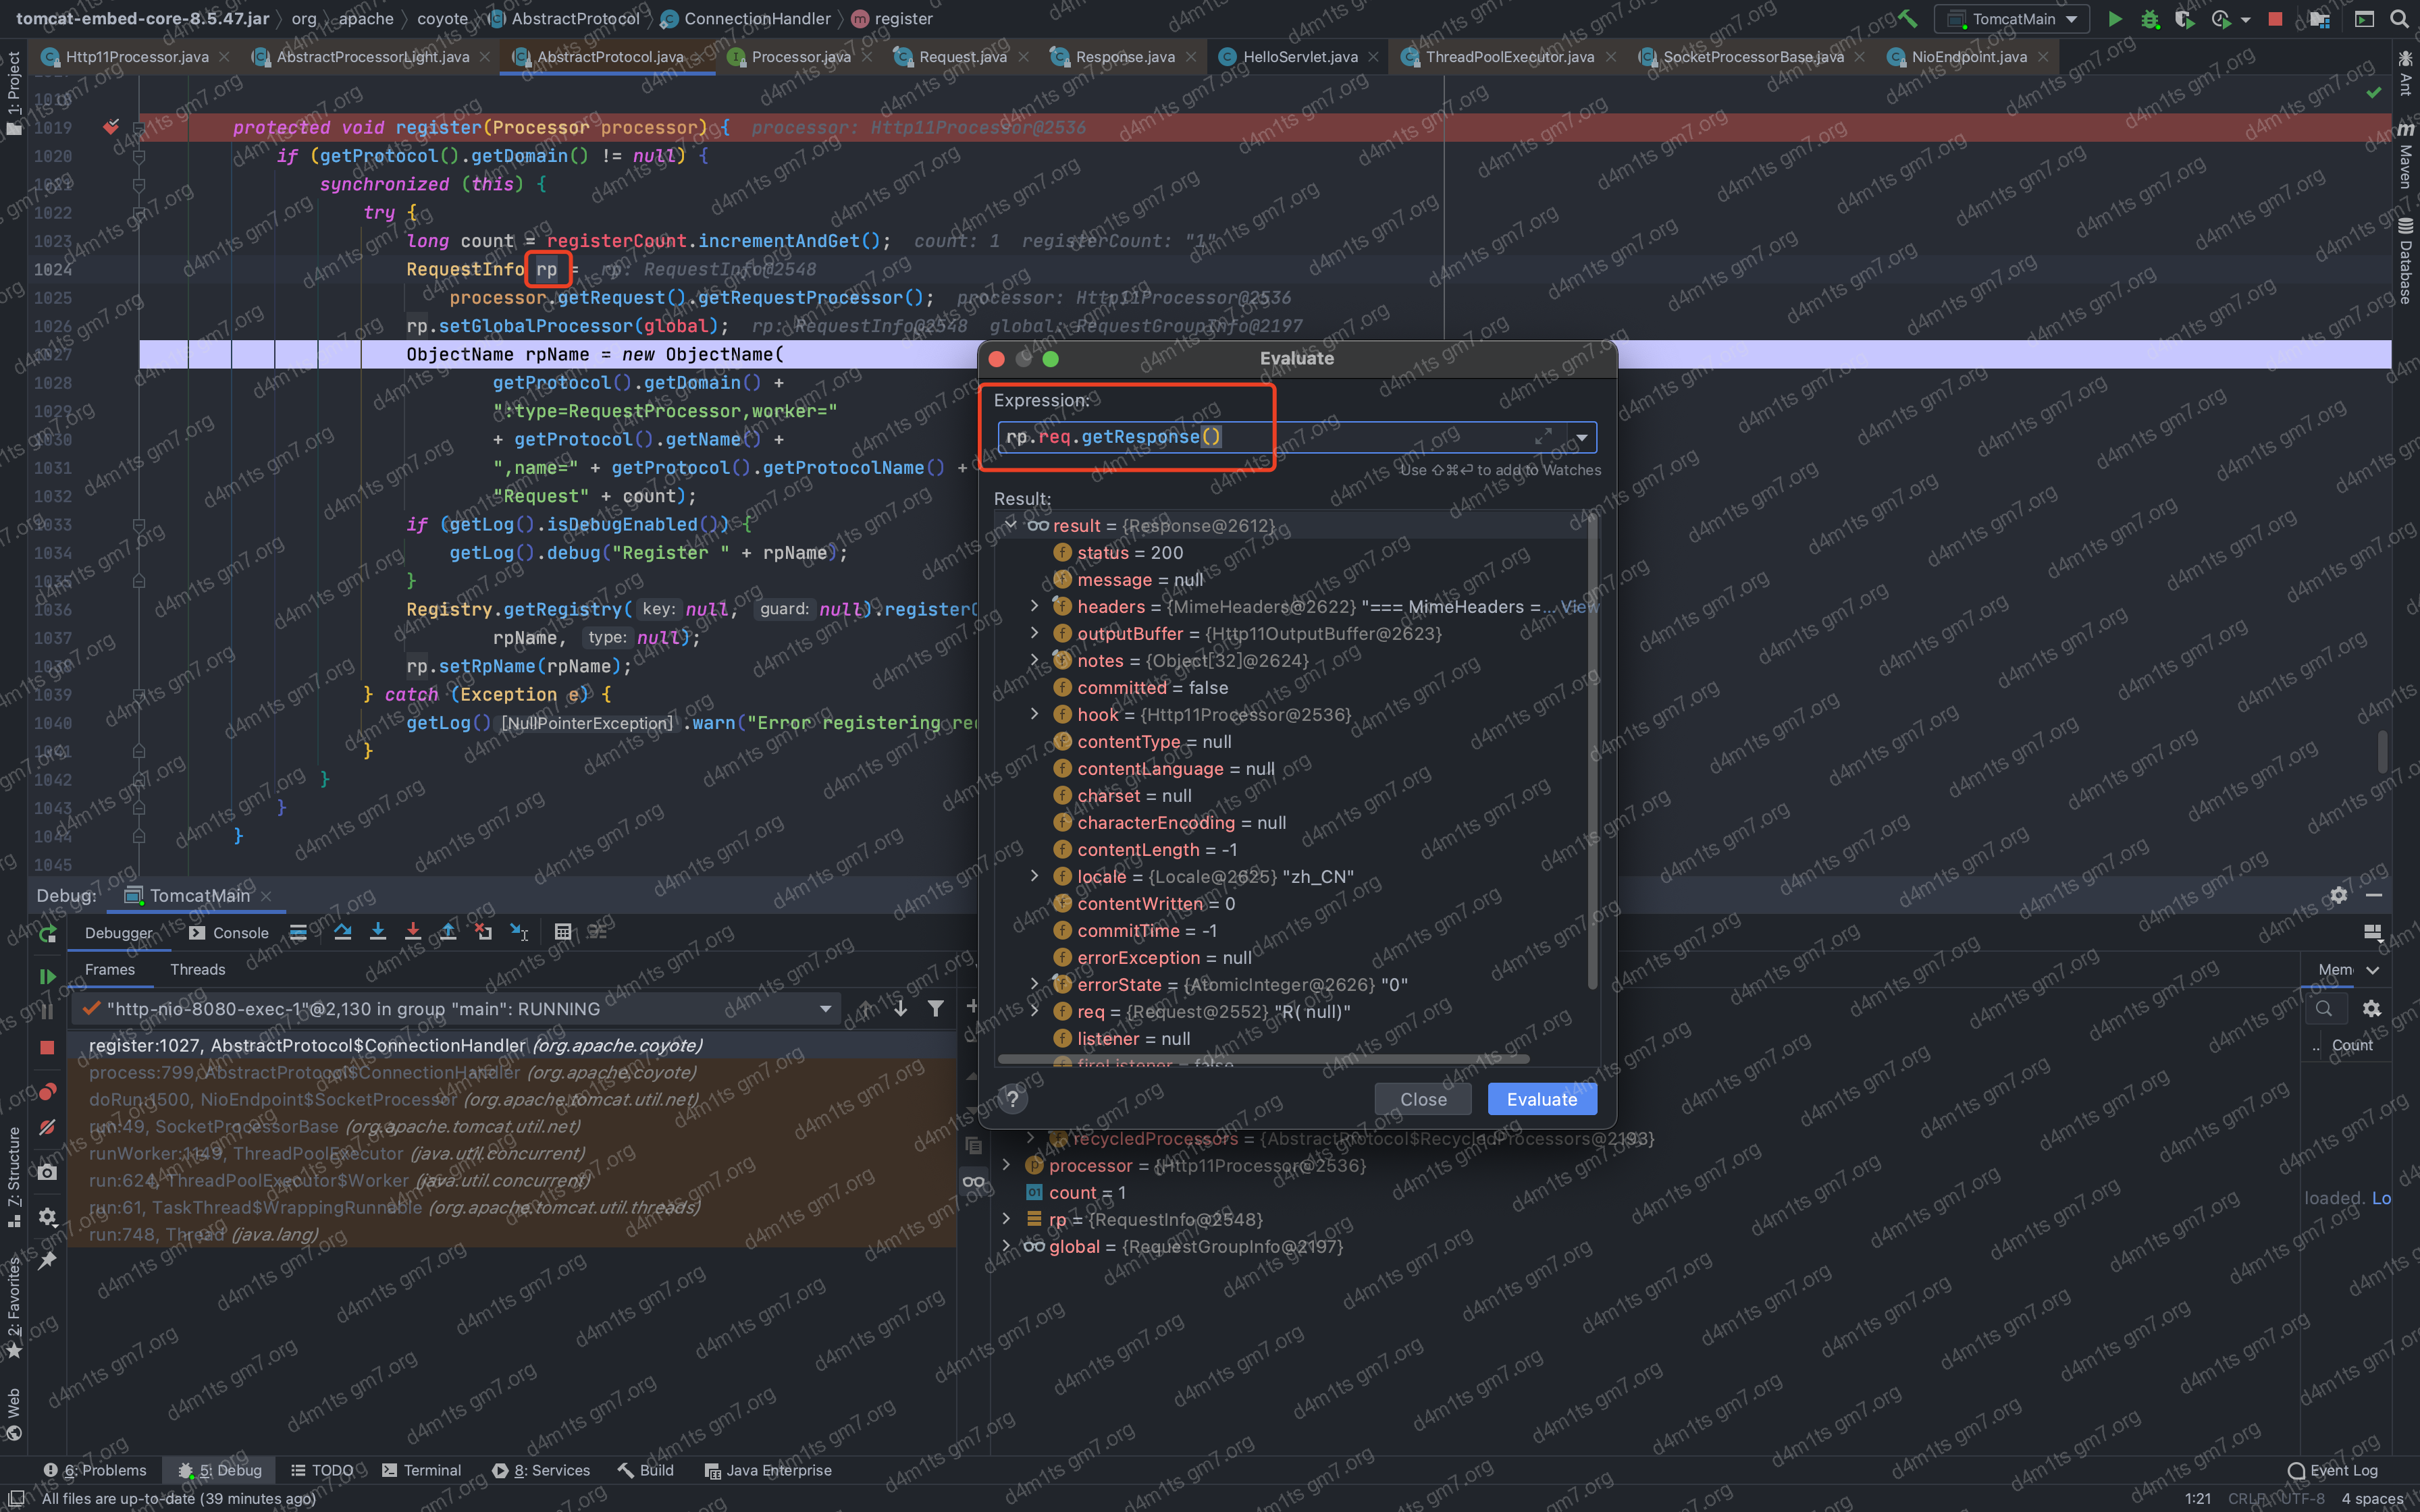 tomcat-embed-core-8.5.47.jar org apache coyote AbstractProtocol ConnectionHandler register TomcatMain
Http11Processor.java AbstractProcessorLight.java AbstractProtocol.java Processor.java Request.java Response.java HelloServlet.java ThreadPoolExecutor.java SocketProcessorBase.java NioEndpoint.java
1: Project
Ant
Maven
Database
1018
1019 protected void register(Processor processor) { processor: Http11Processor@2536
1020 if (getProtocol().getDomain() != null) {
1021 synchronized (this) {
1022 try {
1023 long count = registerCount.incrementAndGet(); count: 1 registerCount: "1"
1024 RequestInfo rp = rp: RequestInfo@2548
1025 processor.getRequest().getRequestProcessor(); processor: Http11Processor@2536
1026 rp.setGlobalProcessor(global); rp: RequestInfo@2548 global: RequestGroupInfo@2197
1027 ObjectName rpName = new ObjectName(
1028 getProtocol().getDomain() +
1029 ":type=RequestProcessor,worker="
1030 + getProtocol().getName() +
1031 ",name=" + getProtocol().getProtocolName() +
1032 "Request" + count);
1033 if (getLog().isDebugEnabled()) {
1034 getLog().debug("Register " + rpName);
1035 }
1036 Registry.getRegistry( key: null, guard: null).register
1037 rpName, type: null);
1038 rp.setRpName(rpName);
1039 } catch (Exception e) {
1040 getLog() [NullPointerException] .warn("Error registering re
1041 }
1042 }
1043 }
1044 }
1045
Evaluate
Expression:
rp.req.getResponse()
Use ⇧⌘⏎ to add to Watches
Result:
result = {Response@2612}
status = 200
message = null
headers = {MimeHeaders@2622} "=== MimeHeaders =... View
outputBuffer = {Http11OutputBuffer@2623}
notes = {Object[32]@2624}
committed = false
hook = {Http11Processor@2536}
contentType = null
contentLanguage = null
charset = null
characterEncoding = null
contentLength = -1
locale = {Locale@2625} "zh_CN"
contentWritten = 0
commitTime = -1
errorException = null
errorState = {AtomicInteger@2626} "0"
req = {Request@2552} "R( null)"
listener = null
fireListener = false
? Close Evaluate
Debug: TomcatMain
Debugger Console
Frames Threads
"http-nio-8080-exec-1"@2,130 in group "main": RUNNING
register:1027, AbstractProtocol$ConnectionHandler (org.apache.coyote)
process:799, AbstractProtocol$ConnectionHandler (org.apache.coyote)
doRun:1500, NioEndpoint$SocketProcessor (org.apache.tomcat.util.net)
run:49, SocketProcessorBase (org.apache.tomcat.util.net)
runWorker:1149, ThreadPoolExecutor (java.util.concurrent)
run:624, ThreadPoolExecutor$Worker (java.util.concurrent)
run:61, TaskThread$WrappingRunnable (org.apache.tomcat.util.threads)
run:748, Thread (java.lang)
recycledProcessors = {AbstractProtocol$RecycledProcessors@2193}
processor = {Http11Processor@2536}
count = 1
rp = {RequestInfo@2548}
global = {RequestGroupInfo@2197}
Mem
.. Count
loaded. Lo
7: Structure
2: Favorites
Web
6: Problems 5: Debug TODO Terminal 8: Services Build Java Enterprise Event Log
All files are up-to-date (39 minutes ago) 1:21 CRLF UTF-8 4 spaces
d4m1ts gm7.org